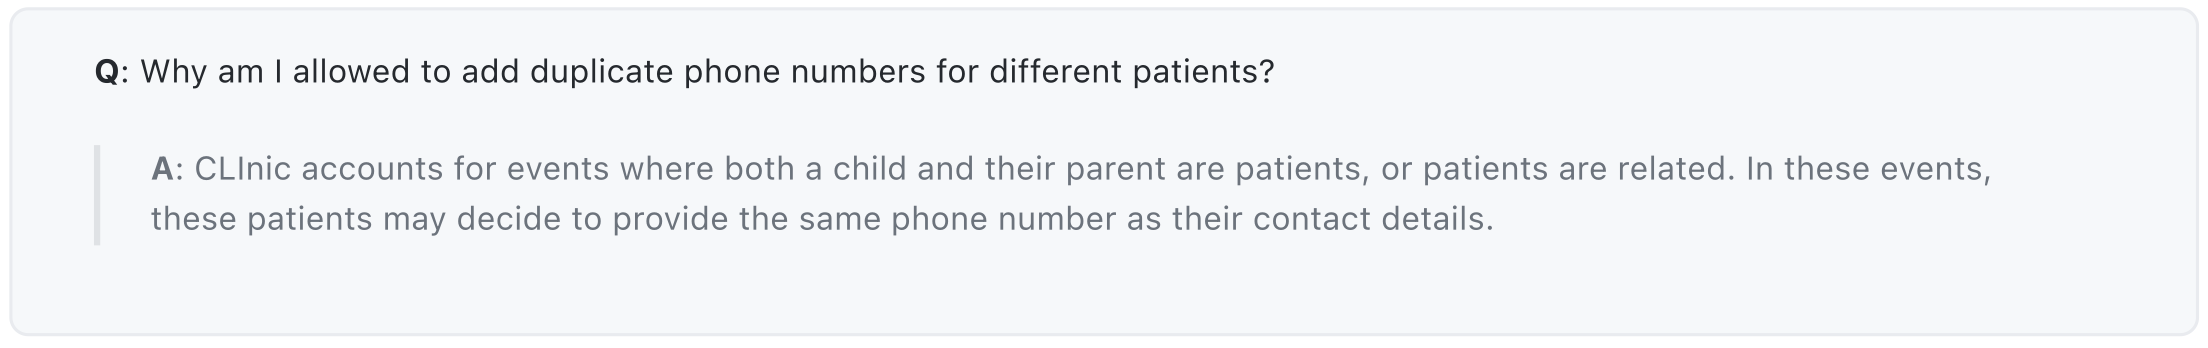 Q: Why am I allowed to add duplicate phone numbers for different patients?
A: CLInic accounts for events where both a child and their parent are patients, or patients are related. In these events,
these patients may decide to provide the same phone number as their contact details.